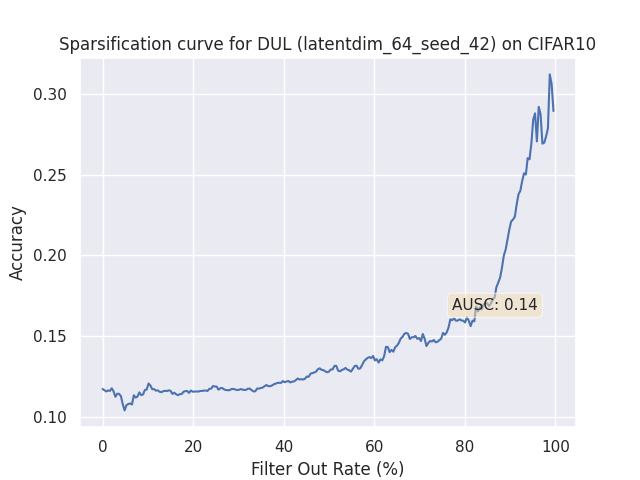 Sparsification curve for DUL (latentdim_64_seed_42) on CIFAR10
0.30
0.25
0.20
0.15
0.10
Accuracy
AUSC: 0.14
0 20 40 60 80 100
Filter Out Rate (%)